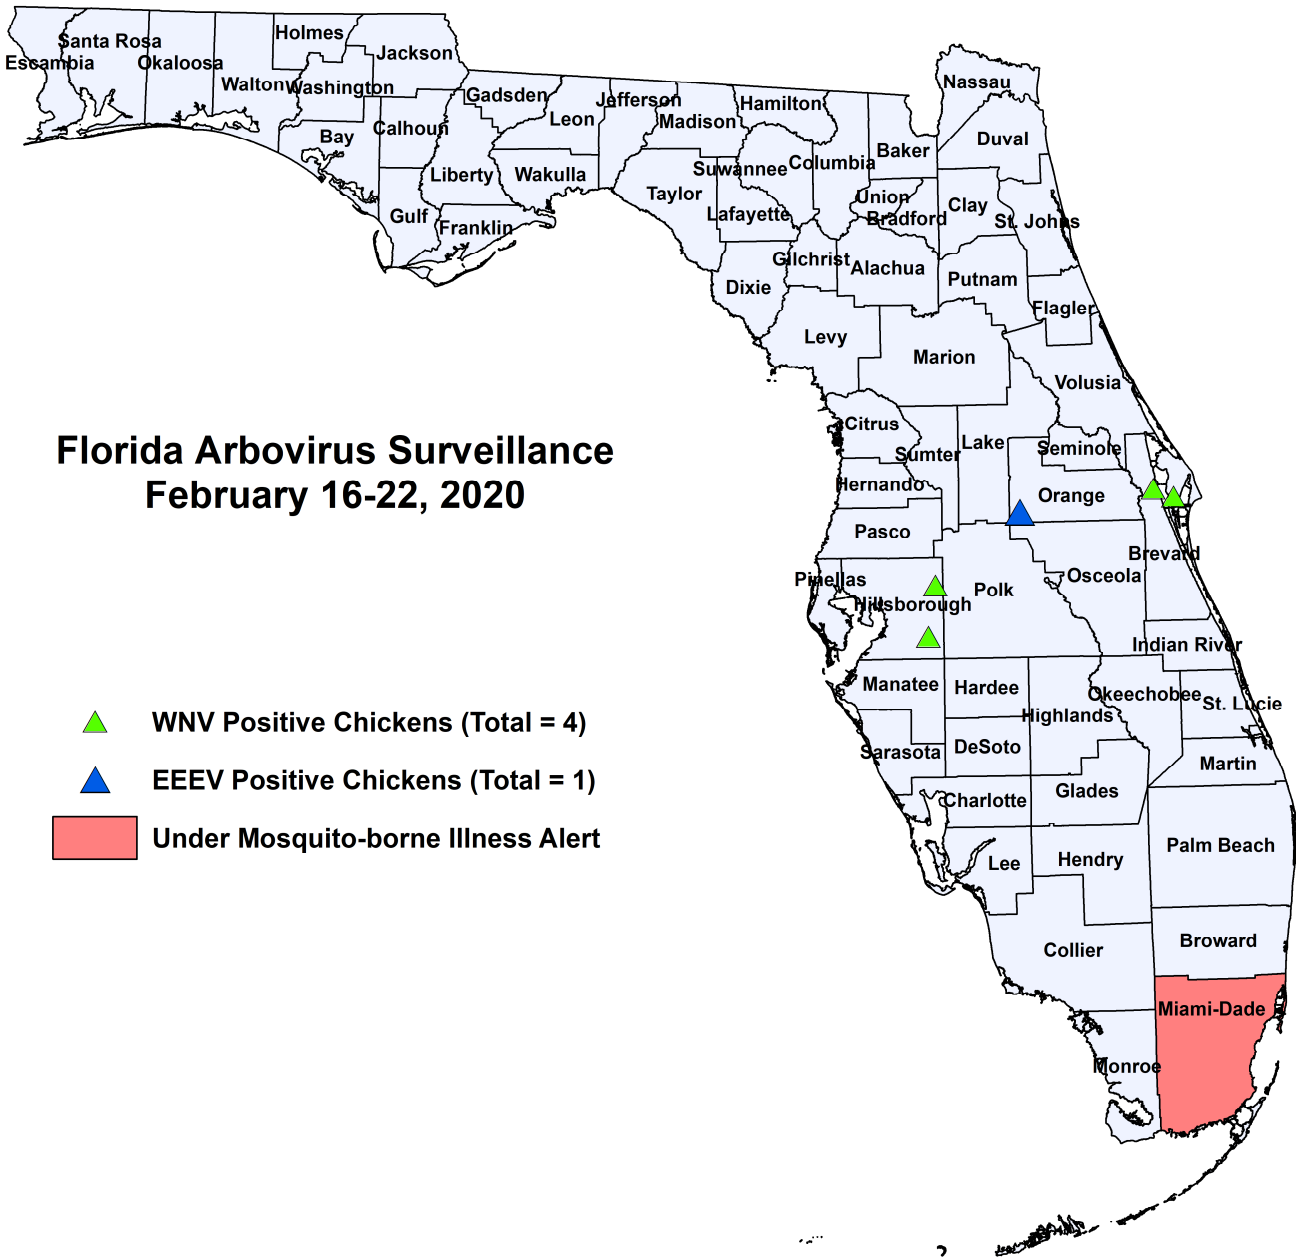 Holmes
Santa Rosa
Jackson
Escambia
Okaloosa
Walton
Washington
Nassau
Gadsden
Jefferson
Hamilton
Leon
Madison
Calhoun
Bay
Duval
Baker
Columbia
Suwannee
Liberty
Wakulla
Taylor
Union
Clay
Lafayette
Gulf
Bradford
St. Johns
Franklin
Gilchrist
Alachua
Putnam
Dixie
Flagler
Levy
Marion
Volusia
Citrus
Lake
Seminole
Sumter
Florida Arbovirus Surveillance
February 16-22, 2020
Hernando
Orange
Pasco
Brevard
Pinellas
Osceola
Polk
Hillsborough
Indian River
Manatee
Hardee
Okeechobee
St. Lucie
Highlands
WNV Positive Chickens (Total = 4)
Sarasota
DeSoto
Martin
EEEV Positive Chickens (Total = 1)
Charlotte
Glades
Under Mosquito-borne Illness Alert
Palm Beach
Lee
Hendry
Broward
Collier
Miami-Dade
Monroe